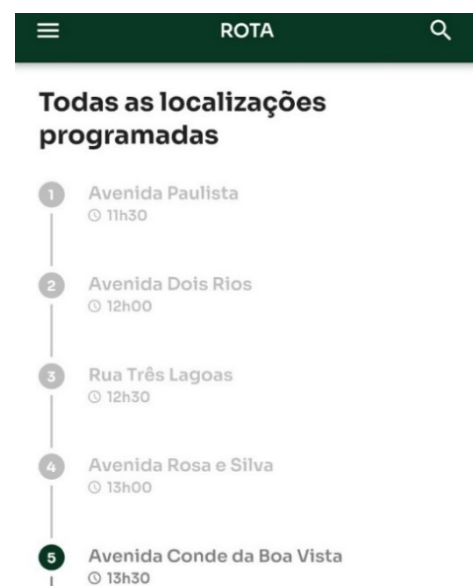 ROTA
Todas as localizações
programadas
1 Avenida Paulista
11h30
2 Avenida Dois Rios
12h00
3 Rua Três Lagoas
12h30
4 Avenida Rosa e Silva
13h00
5 Avenida Conde da Boa Vista
13h30